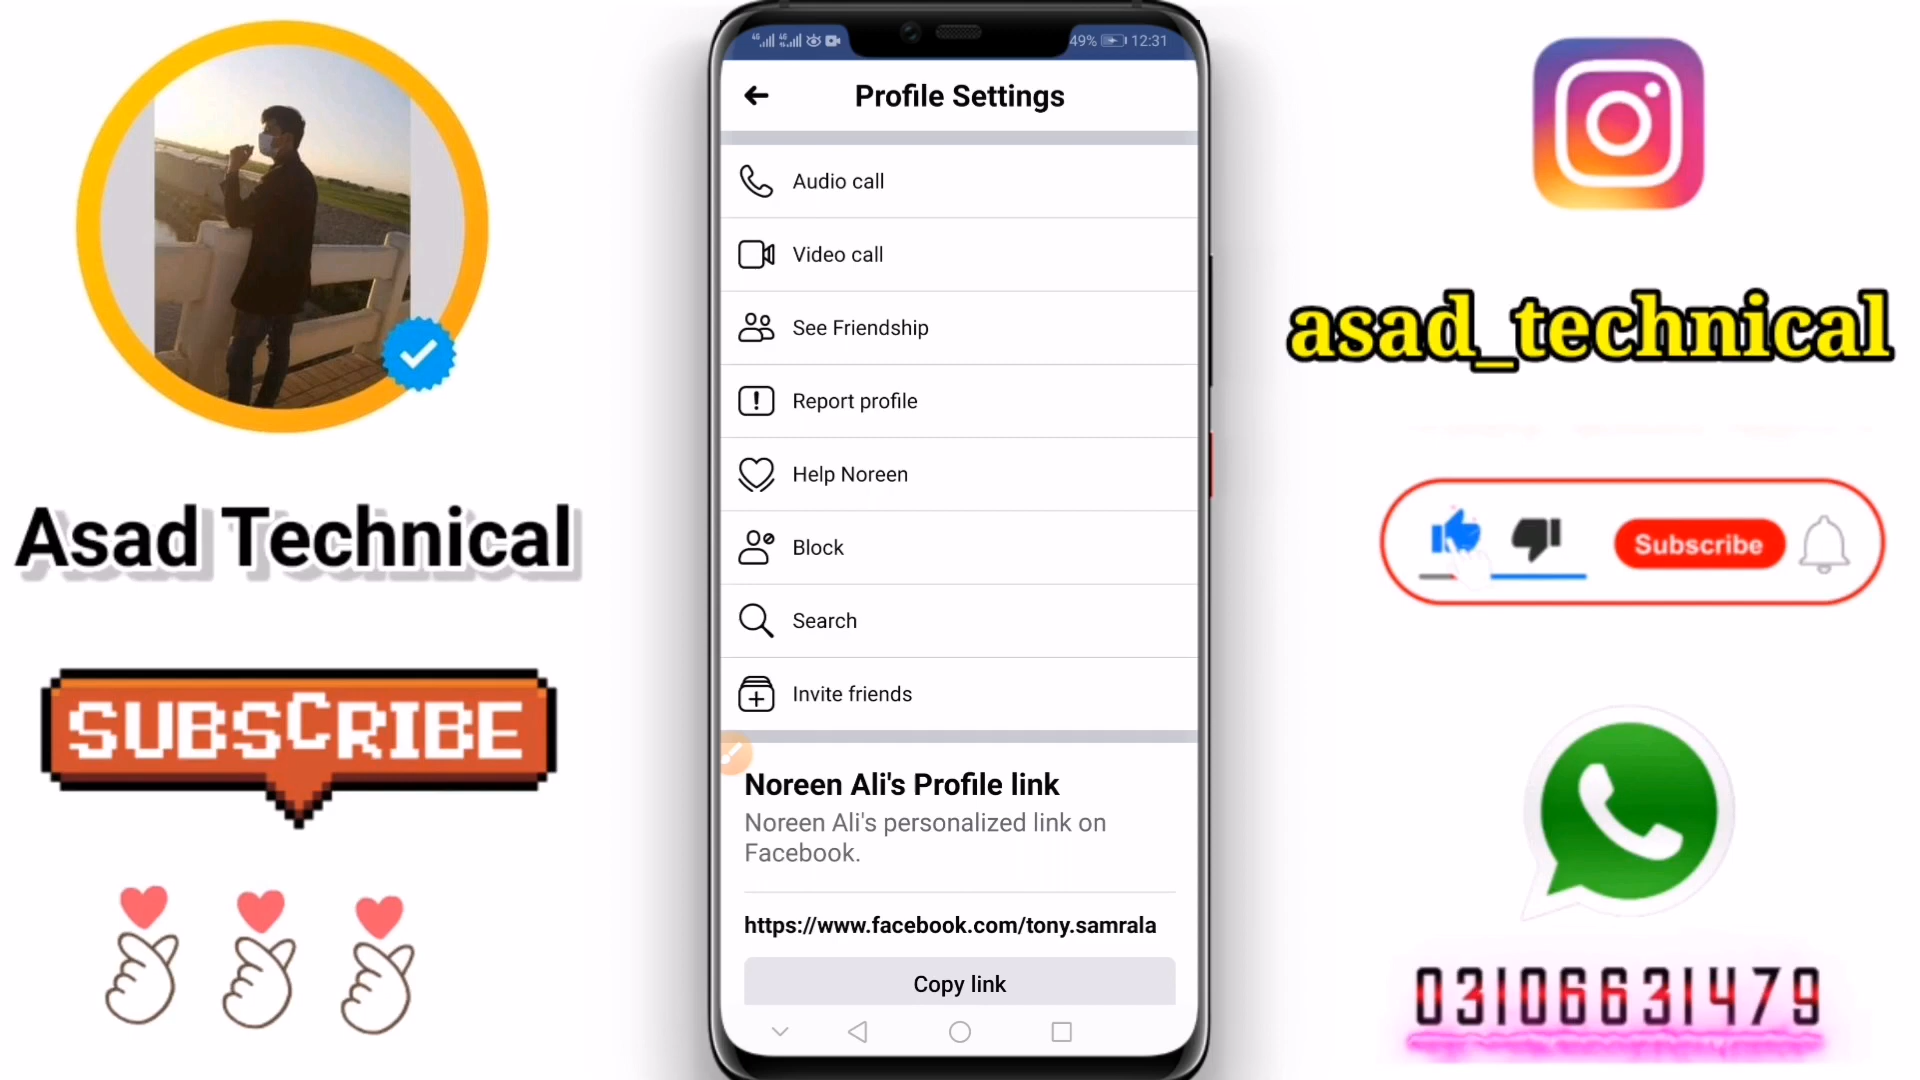 4G 4G 49% 12:31
Profile Settings
Audio call
Video call
See Friendship
Report profile
Help Noreen
Block
Search
Invite friends
Noreen Ali's Profile link
Noreen Ali's personalized link on
Facebook.
https://www.facebook.com/tony.samrala
Copy link
Asad Technical
SUBSCRIBE
asad_technical
Subscribe
03106631479